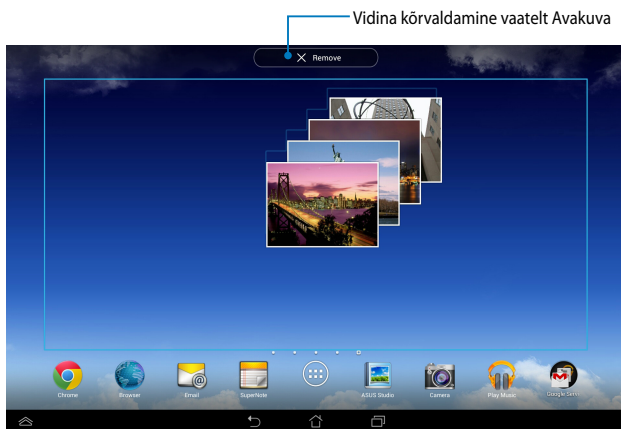 Vidina kõrvaldamine vaatelt Avakuva
Remove
Chrome
Browser
Email
SuperNote
ASUS Studio
Camera
Play Music
Google Settings